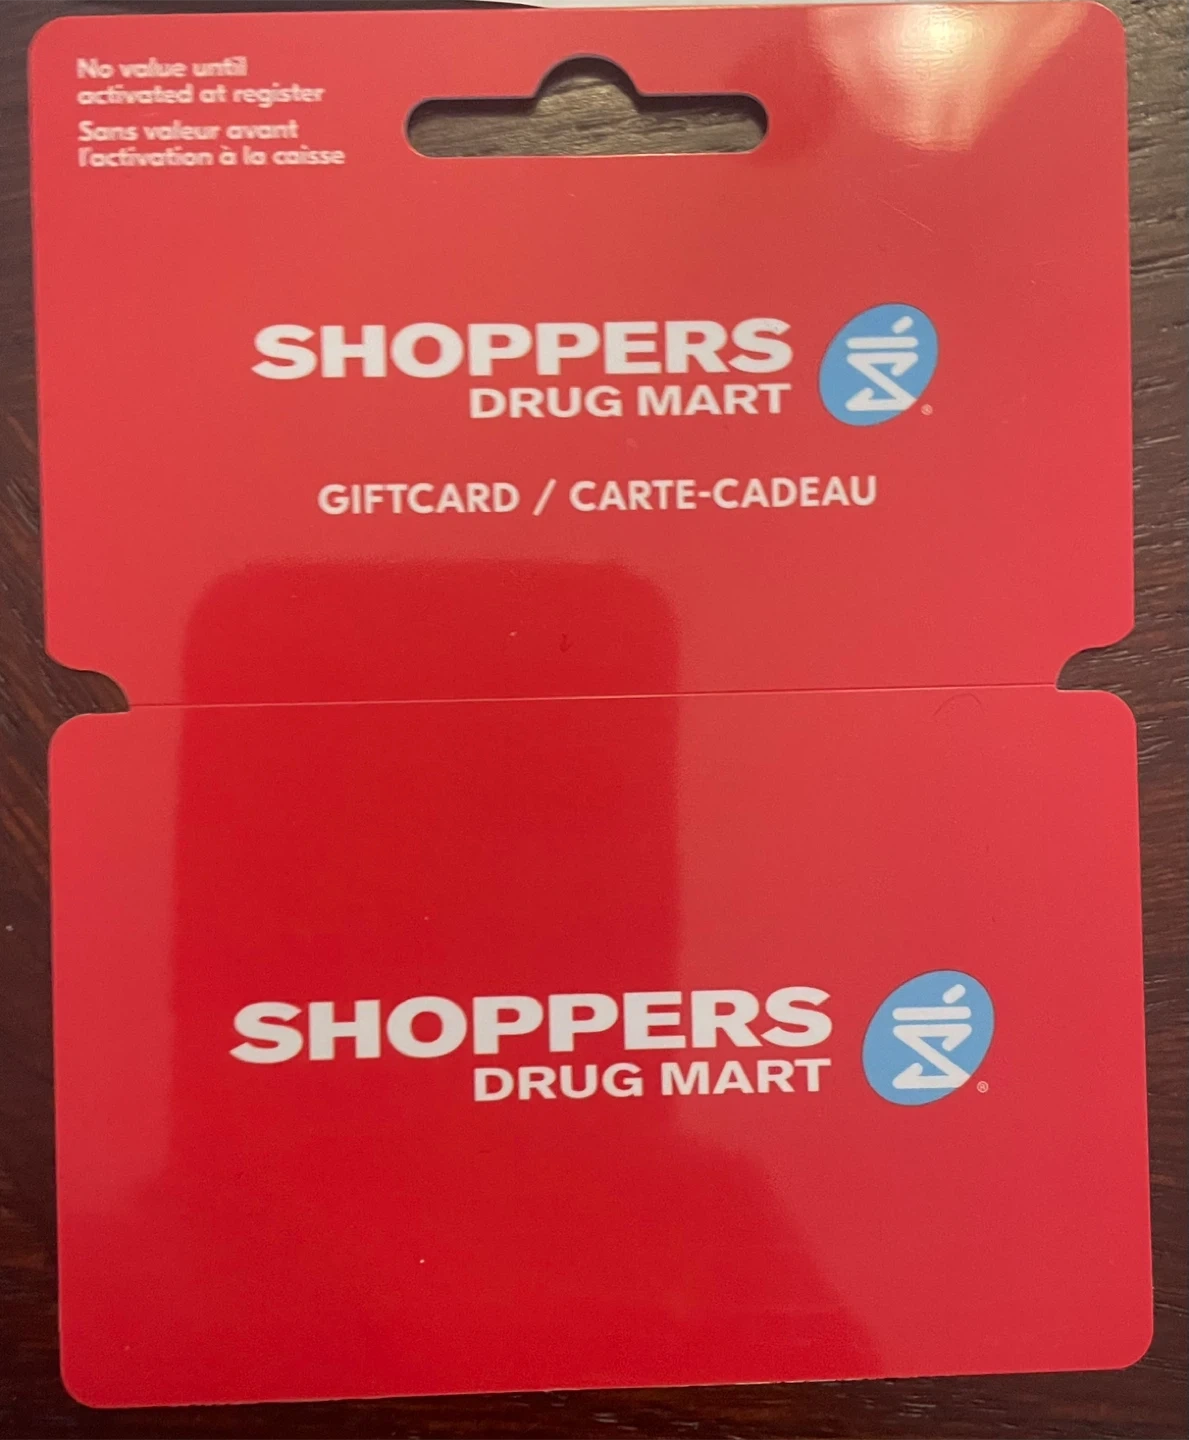 No value until
activated at register
Sans valeur avant
l'activation à la caisse
SHOPPERS
DRUG MART
®
GIFTCARD / CARTE-CADEAU
SHOPPERS
DRUG MART
®